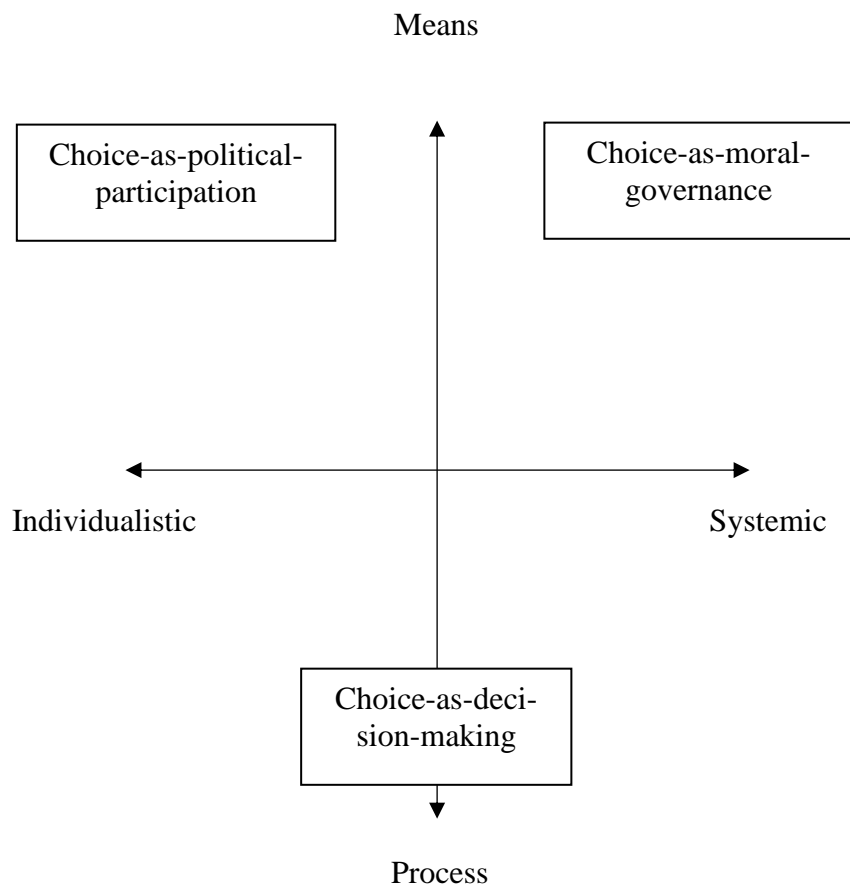 Means
Choice-as-political-
participation
Choice-as-moral-
governance
Individualistic
Systemic
Choice-as-deci-
sion-making
Process